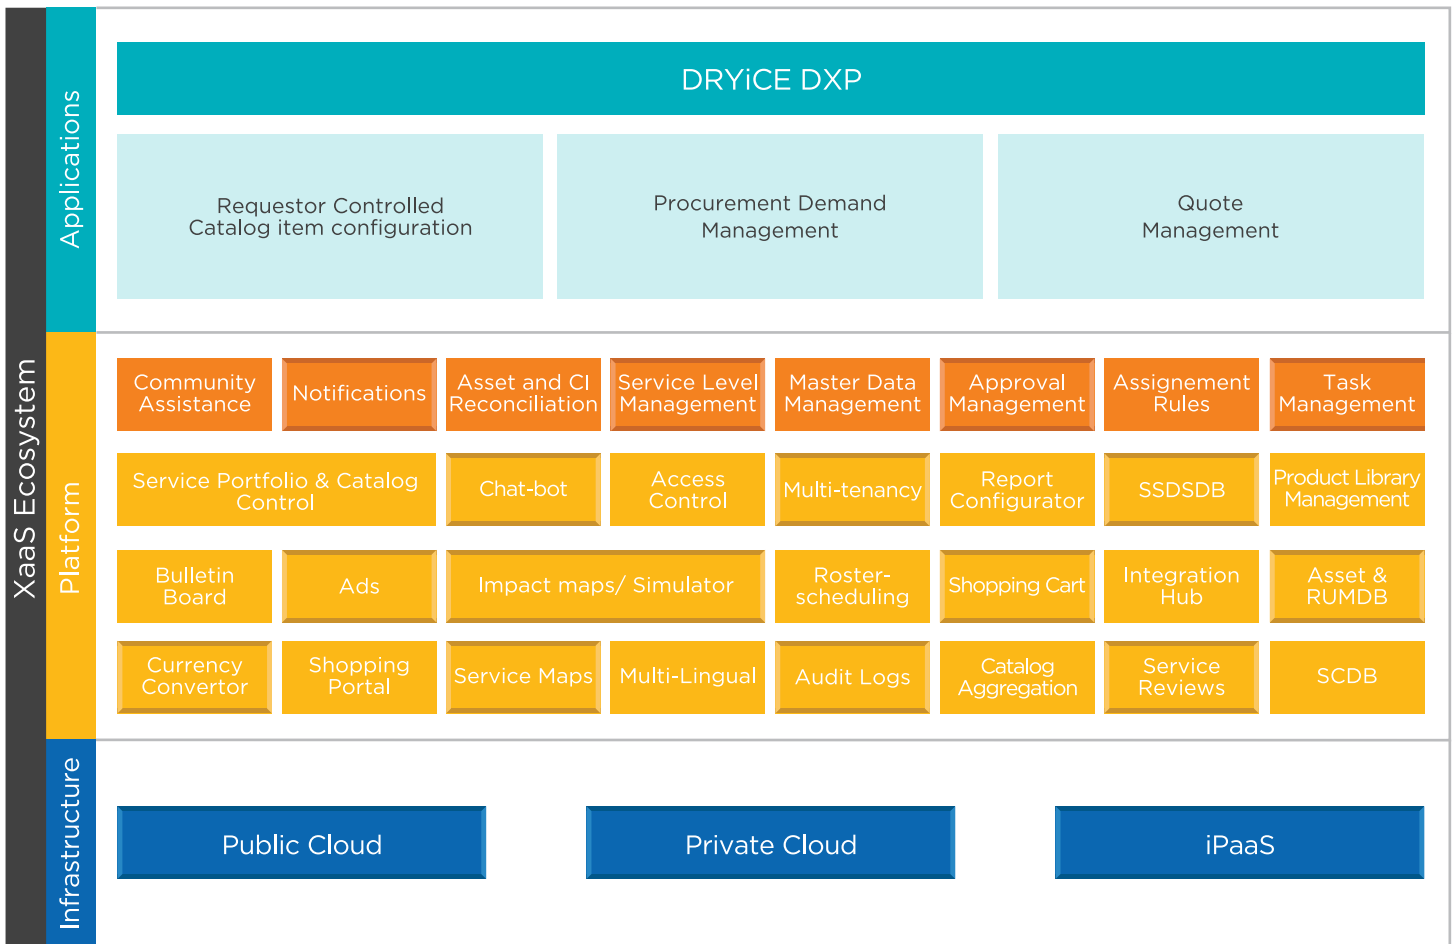 XaaS Ecosystem
Applications
DRYiCE DXP
Requestor Controlled
Catalog item configuration
Procurement Demand
Management
Quote
Management
Platform
Community
Assistance
Notifications
Asset and CI
Reconciliation
Service Level
Management
Master Data
Management
Approval
Management
Assignement
Rules
Task
Management
Service Portfolio & Catalog
Control
Chat-bot
Access
Control
Multi-tenancy
Report
Configurator
SSDSDB
Product Library
Management
Bulletin
Board
Ads
Impact maps/ Simulator
Roster-
scheduling
Shopping Cart
Integration
Hub
Asset &
RUMDB
Currency
Convertor
Shopping
Portal
Service Maps
Multi-Lingual
Audit Logs
Catalog
Aggregation
Service
Reviews
SCDB
Infrastructure
Public Cloud
Private Cloud
iPaaS